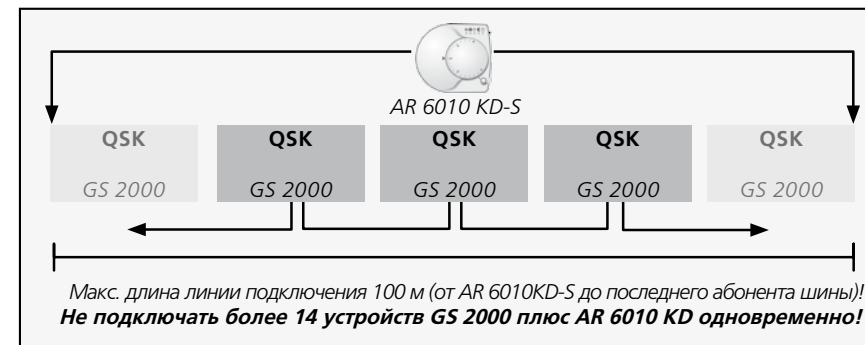 AR 6010 KD-S
QSK QSK QSK QSK QSK
GS 2000 GS 2000 GS 2000 GS 2000 GS 2000
Макс. длина линии подключения 100 м (от AR 6010KD-S до последнего абонента шины)!
Не подключать более 14 устройств GS 2000 плюс AR 6010 KD одновременно!